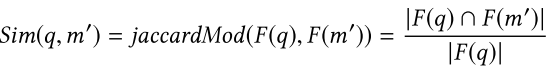 Sim(q, m′) = jaccardMod(F(q), F(m′)) = |F(q) ∩ F(m′)| / |F(q)|